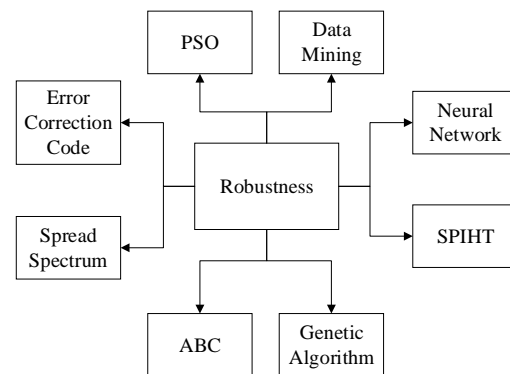 PSO
Data
Mining
Error
Correction
Code
Neural
Network
Robustness
Spread
Spectrum
SPIHT
ABC
Genetic
Algorithm